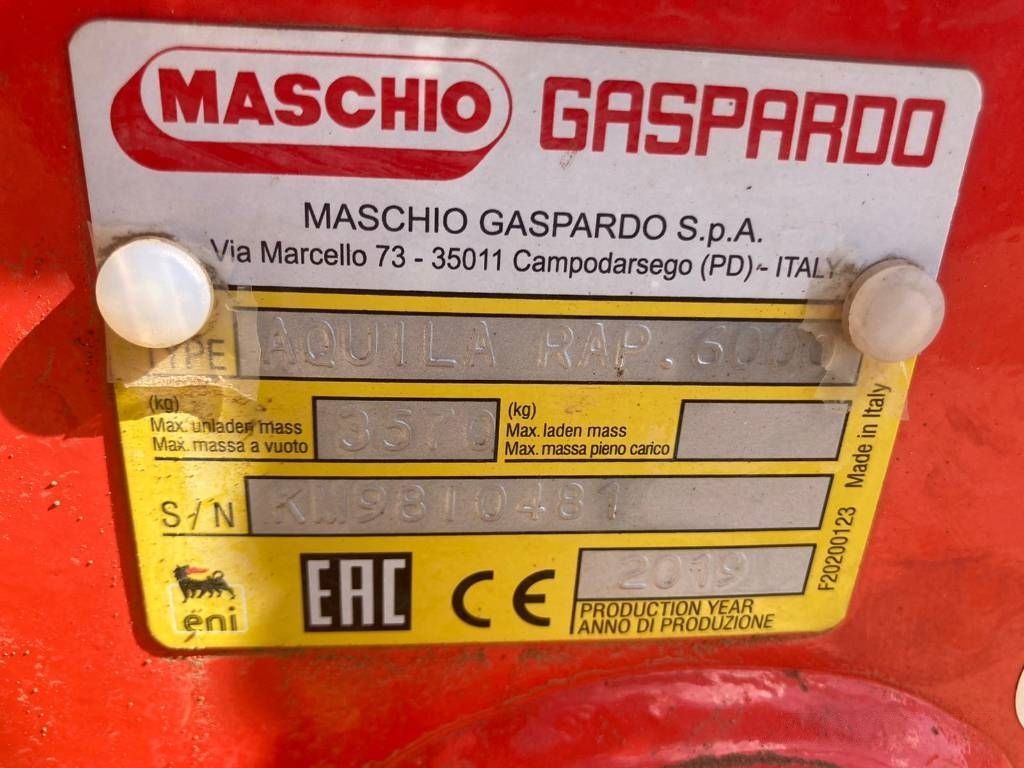 MASCHIO GASPARDO
MASCHIO GASPARDO S.p.A.
Via Marcello 73 - 35011 Campodarsego (PD) - ITALY
TYPE AQUILA RAP. 6000
(kg)
Max. unladen mass
Max. massa a vuoto
(kg)
Max. laden mass
Max. massa pieno carico
S/N
2019
PRODUCTION YEAR
ANNO DI PRODUZIONE
eni
EAC
CE
F20200123 Made in Italy